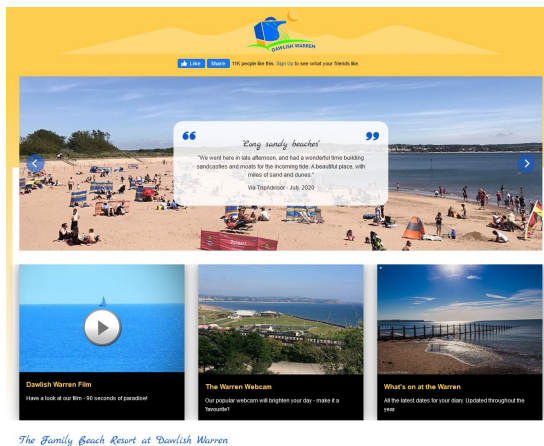 DAWLISH WARREN
Like Share 11K people like this. Sign Up to see what your friends like.
“Long sandy beaches”
"We went here in late afternoon, and had a wonderful time building
sandcastles and moats for the incoming tide. A beautiful place, with
miles of sand and dunes."
Via TripAdvisor - July, 2020
Danger!
Dawlish Warren Film
Have a look at our film - 90 seconds of paradise!
The Warren Webcam
Our popular webcam will brighten your day - make it a
'favourite'?
What's on at the Warren
All the latest dates for your diary. Updated throughout the
year.
The Family Beach Resort at Dawlish Warren